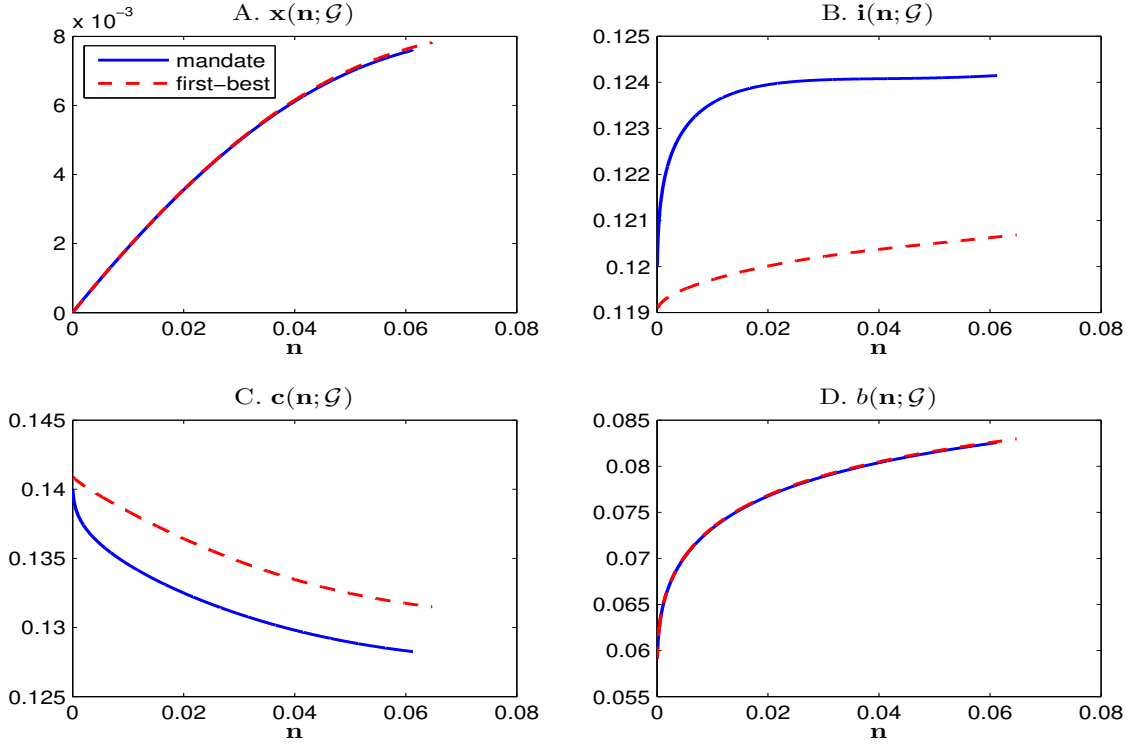 A. x(n; 𝒢)
x 10⁻³
8
6
4
2
0
0 0.02 0.04 0.06 0.08
n
mandate
first−best
B. i(n; 𝒢)
0.125
0.124
0.123
0.122
0.121
0.12
0.119
0 0.02 0.04 0.06 0.08
n
C. c(n; 𝒢)
0.145
0.14
0.135
0.13
0.125
0 0.02 0.04 0.06 0.08
n
D. b(n; 𝒢)
0.085
0.08
0.075
0.07
0.065
0.06
0.055
0 0.02 0.04 0.06 0.08
n